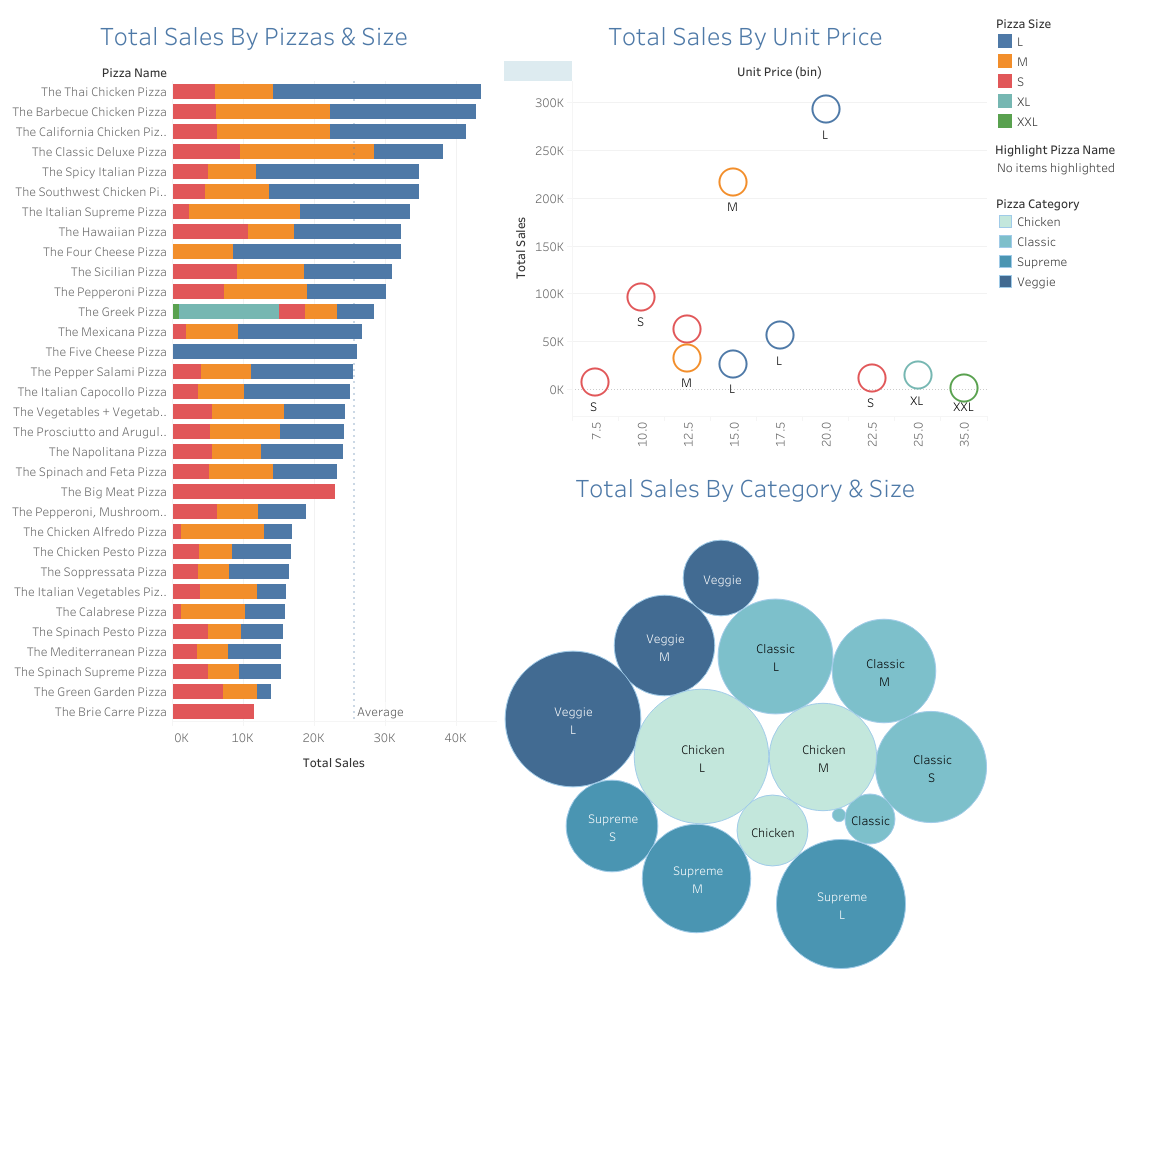 Total Sales By Pizzas & Size
Pizza Name
The Thai Chicken Pizza
The Barbecue Chicken Pizza
The California Chicken Piz..
The Classic Deluxe Pizza
The Spicy Italian Pizza
The Southwest Chicken Pi..
The Italian Supreme Pizza
The Hawaiian Pizza
The Four Cheese Pizza
The Sicilian Pizza
The Pepperoni Pizza
The Greek Pizza
The Mexicana Pizza
The Five Cheese Pizza
The Pepper Salami Pizza
The Italian Capocollo Pizza
The Vegetables + Vegetab..
The Prosciutto and Arugul..
The Napolitana Pizza
The Spinach and Feta Pizza
The Big Meat Pizza
The Pepperoni, Mushroom..
The Chicken Alfredo Pizza
The Chicken Pesto Pizza
The Soppressata Pizza
The Italian Vegetables Piz..
The Calabrese Pizza
The Spinach Pesto Pizza
The Mediterranean Pizza
The Spinach Supreme Pizza
The Green Garden Pizza
The Brie Carre Pizza
Average
0K 10K 20K 30K 40K
Total Sales
Total Sales By Unit Price
Unit Price (bin)
Total Sales
300K
250K
200K
150K
100K
50K
0K
L
M
S
L
M
L
S
S
XL
XXL
7.5 10.0 12.5 15.0 17.5 20.0 22.5 25.0 35.0
Total Sales By Category & Size
Veggie
Veggie
M
Classic
L
Classic
M
Veggie
L
Chicken
L
Chicken
M
Classic
S
Supreme
S
Chicken
Classic
Supreme
M
Supreme
L
Pizza Size
L
M
S
XL
XXL
Highlight Pizza Name
No items highlighted
Pizza Category
Chicken
Classic
Supreme
Veggie